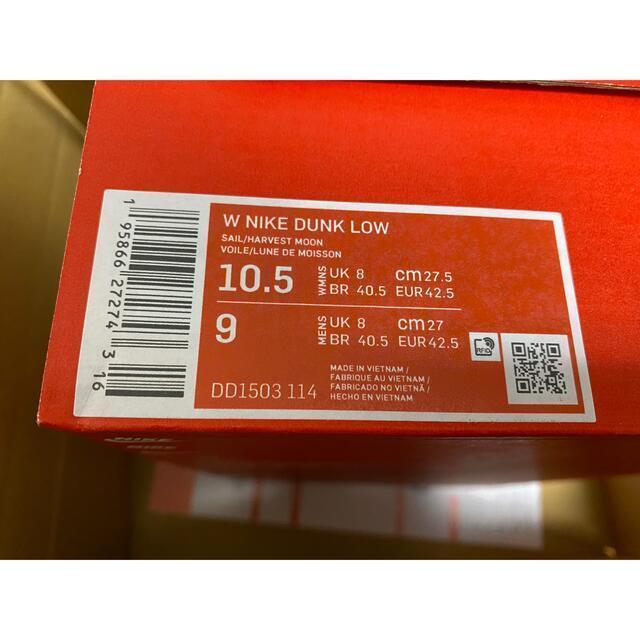 W NIKE DUNK LOW
SAIL/HARVEST MOON
VOILE/LUNE DE MOISSON
10.5 WMNS UK 8 cm 27.5
BR 40.5 EUR 42.5
9 MENS UK 8 cm 27
BR 40.5 EUR 42.5
RFID
DD1503 114
MADE IN VIETNAM /
FABRIQUE AU VIETNAM /
FABRICADO NO VIETNÃ /
HECHO EN VIETNAM
1 95866 27274 3 16
NIKE
NIKE